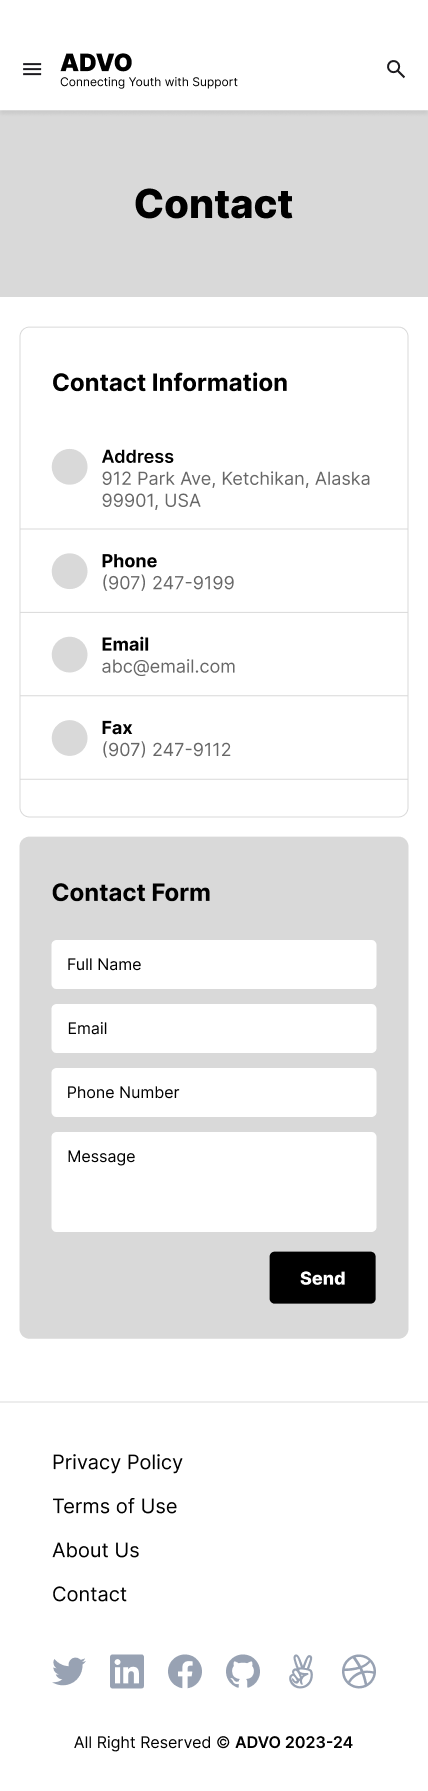 ADVO
Connecting Youth with Support
Contact
Contact Information
Address
912 Park Ave, Ketchikan, Alaska
99901, USA
Phone
(907) 247-9199
Email
abc@email.com
Fax
(907) 247-9112
Contact Form
Full Name
Email
Phone Number
Message
Send
Privacy Policy
Terms of Use
About Us
Contact
All Right Reserved © ADVO 2023-24